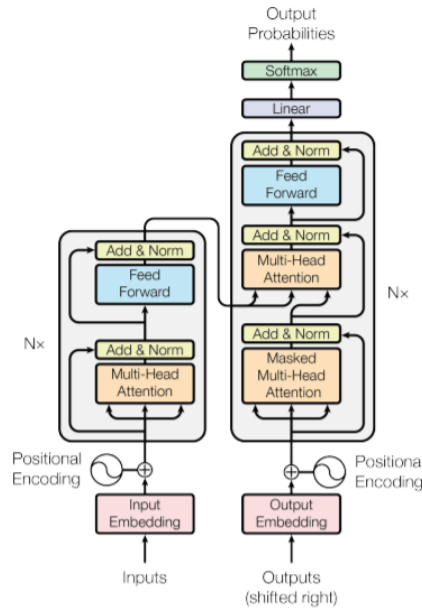 Output
Probabilities
Softmax
Linear
Add & Norm
Feed
Forward
Add & Norm
Multi-Head
Attention
Add & Norm
Masked
Multi-Head
Attention
Nx
Add & Norm
Feed
Forward
Add & Norm
Multi-Head
Attention
Nx
Positional
Encoding
Positional
Encoding
Input
Embedding
Output
Embedding
Inputs
Outputs
(shifted right)